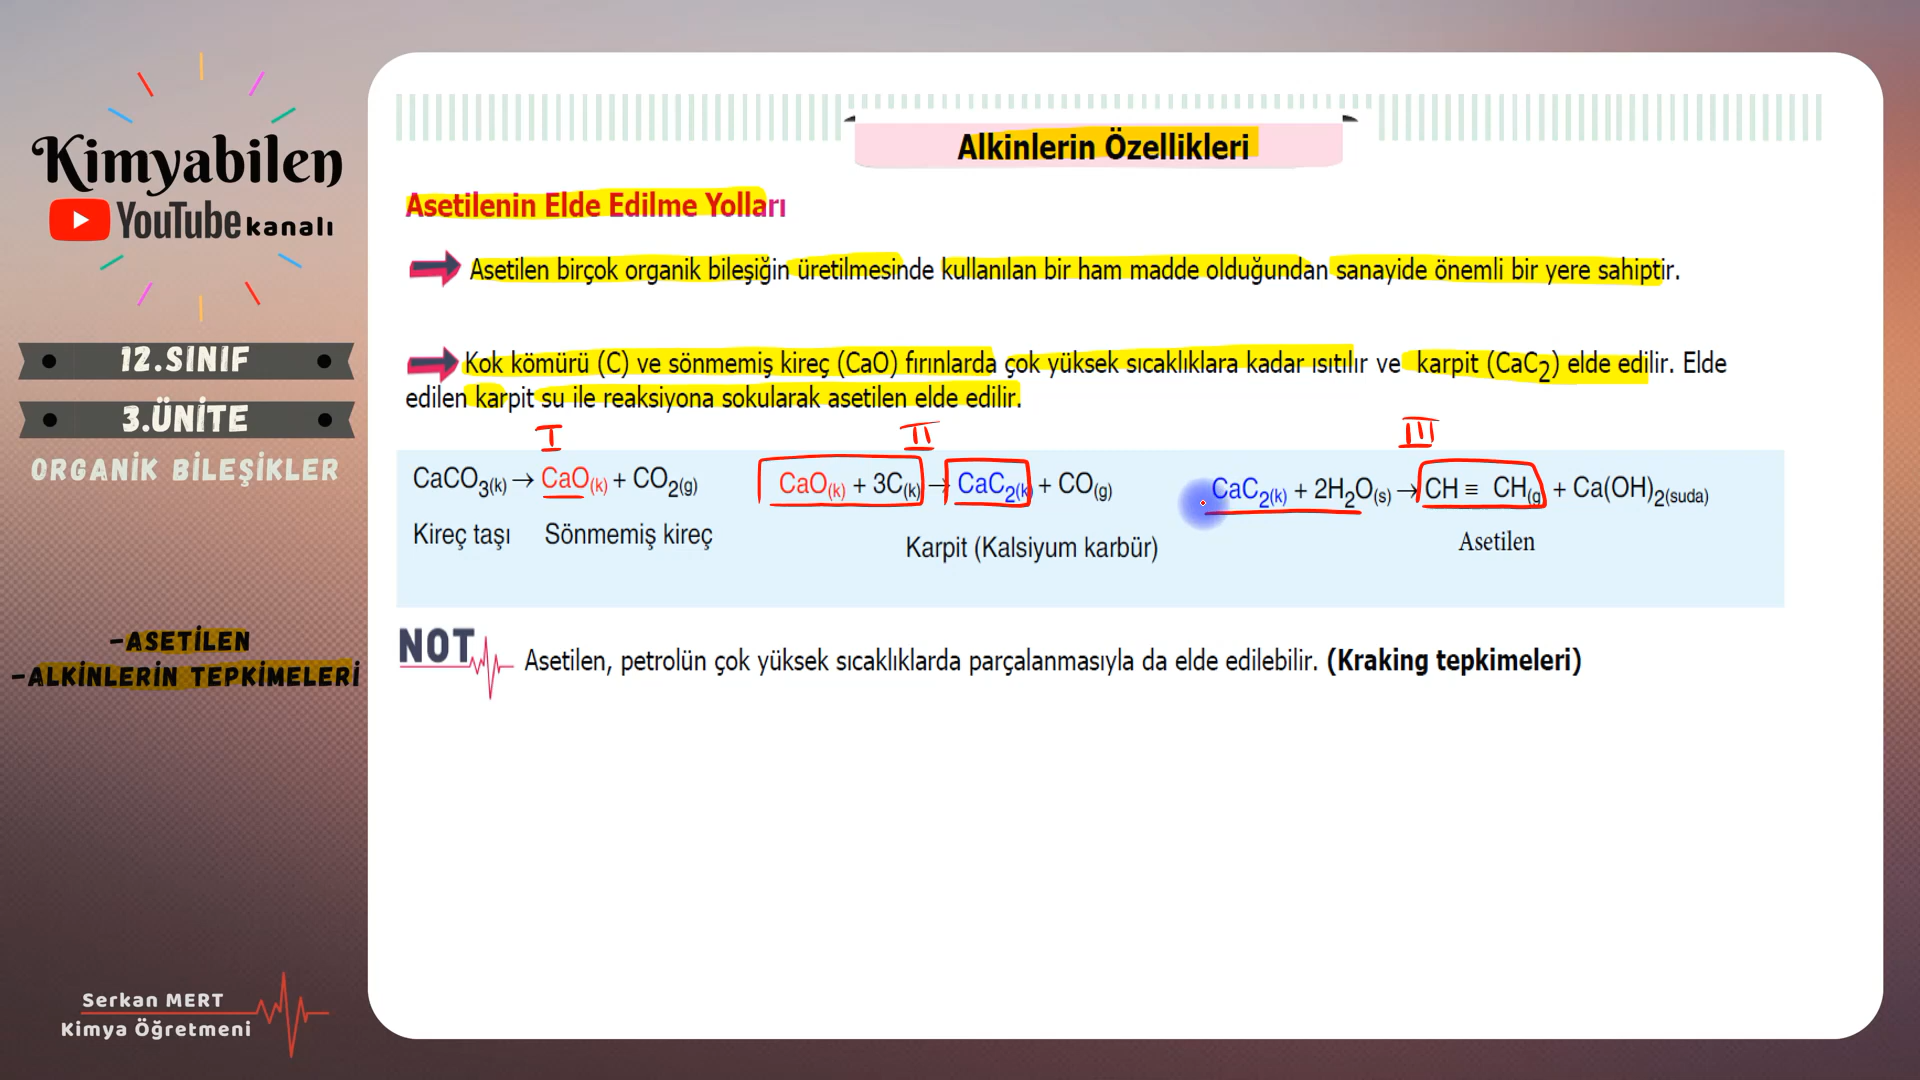 Kimyabilen
YouTube kanalı
12.SINIF
3.ÜNİTE
ORGANİK BİLEŞİKLER
-ASETİLEN
-ALKİNLERİN TEPKİMELERİ
Serkan MERT
Kimya Öğretmeni
Alkinlerin Özellikleri
Asetilenin Elde Edilme Yolları
Asetilen birçok organik bileşiğin üretilmesinde kullanılan bir ham madde olduğundan sanayide önemli bir yere sahiptir.
Kok kömürü (C) ve sönmemiş kireç (CaO) fırınlarda çok yüksek sıcaklıklara kadar ısıtılır ve karpit (CaC₂) elde edilir. Elde
edilen karpit su ile reaksiyona sokularak asetilen elde edilir.
I II III
CaCO₃(k) → CaO(k) + CO₂(g) CaO(k) + 3C(k) → CaC₂(k) + CO(g) CaC₂(k) + 2H₂O(s) → CH ≡ CH(g + Ca(OH)₂(suda)
Kireç taşı Sönmemiş kireç Karpit (Kalsiyum karbür) Asetilen
NOT Asetilen, petrolün çok yüksek sıcaklıklarda parçalanmasıyla da elde edilebilir. (Kraking tepkimeleri)